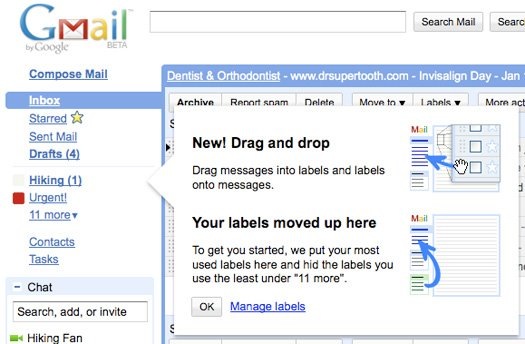 Gmail
by Google
BETA
Search Mail
Search
Compose Mail
Dentist & Orthodontist - www.drsupertooth.com - Invisalign Day - Jan
Inbox
Archive Report spam Delete Move to ▼ Labels ▼ More act
Starred
Sent Mail
Drafts (4)
Hiking (1)
Urgent!
11 more ▼
Contacts
Tasks
− Chat
Search, add, or invite
Hiking Fan
New! Drag and drop
Drag messages into labels and labels
onto messages.
Mail
Your labels moved up here
To get you started, we put your most
used labels here and hid the labels you
use the least under "11 more".
Mail
OK Manage labels